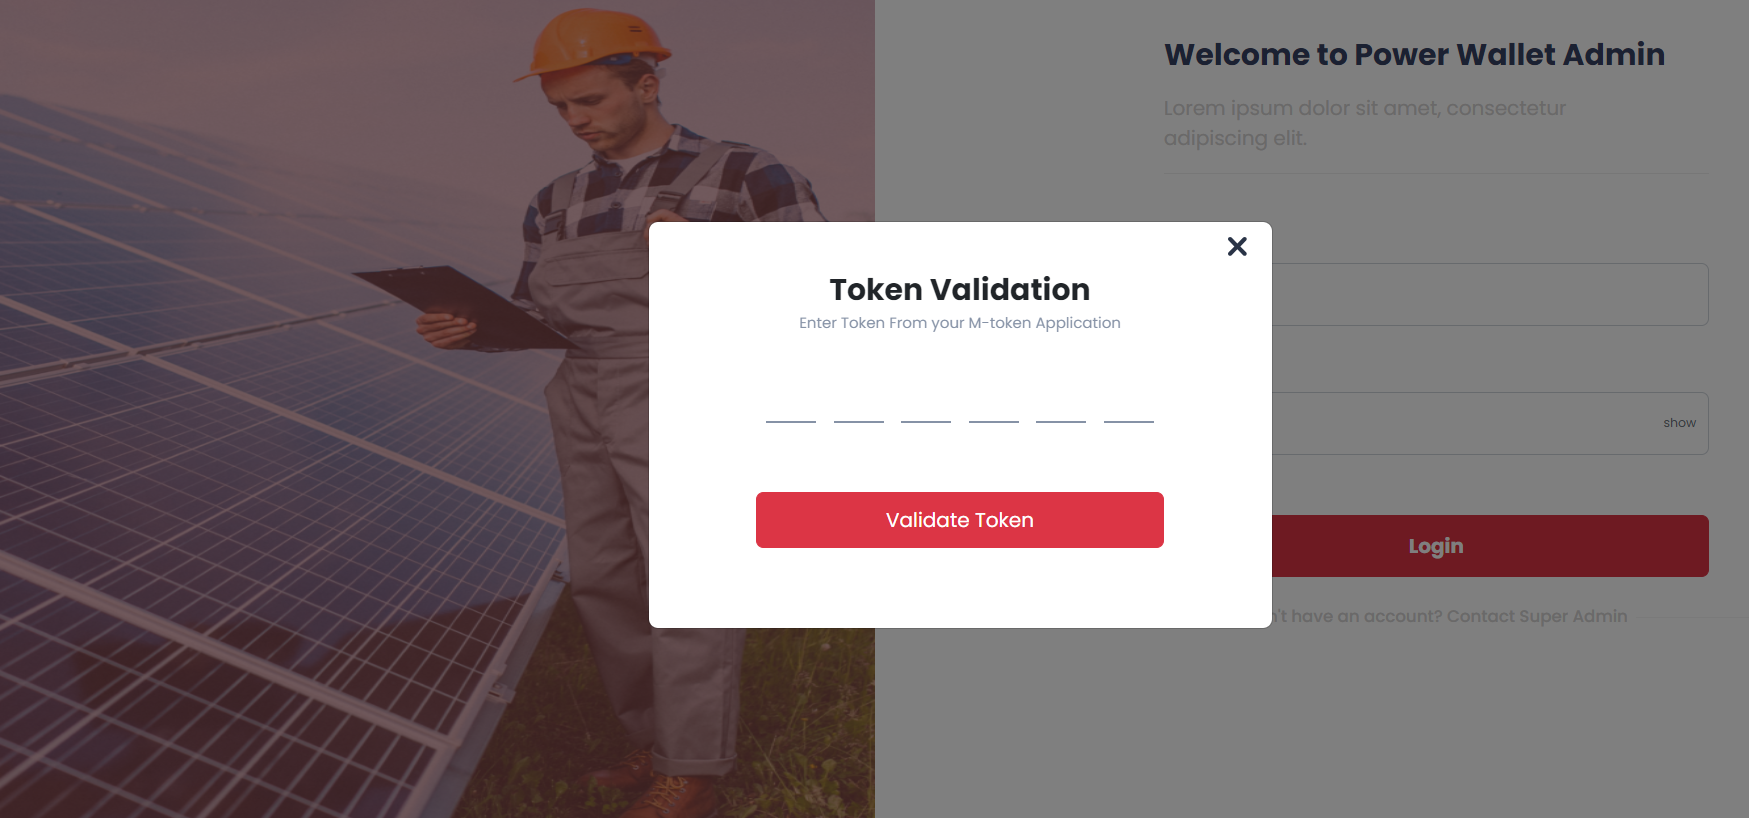 Welcome to Power Wallet Admin
Lorem ipsum dolor sit amet, consectetur
adipiscing elit.
Token Validation
Enter Token From your M-token Application
show
Validate Token
Login
't have an account? Contact Super Admin